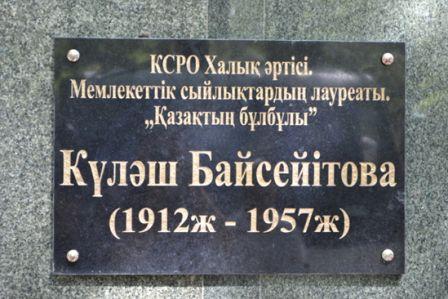 КСРО Халық әртісі.
Мемлекеттік сыйлықтардың лауреаты.
„Қазақтың бұлбұлы”
Күләш Байсейітова
(1912ж - 1957ж)